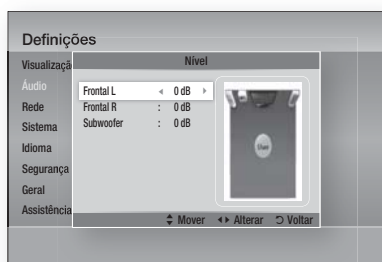 Definições
Visualizaçã
Áudio
Rede
Sistema
Idioma
Segurança
Geral
Assistência
Nível
Frontal L ◄ 0 dB ►
Frontal R : 0 dB
Subwoofer : 0 dB
User
Mover Alterar Voltar